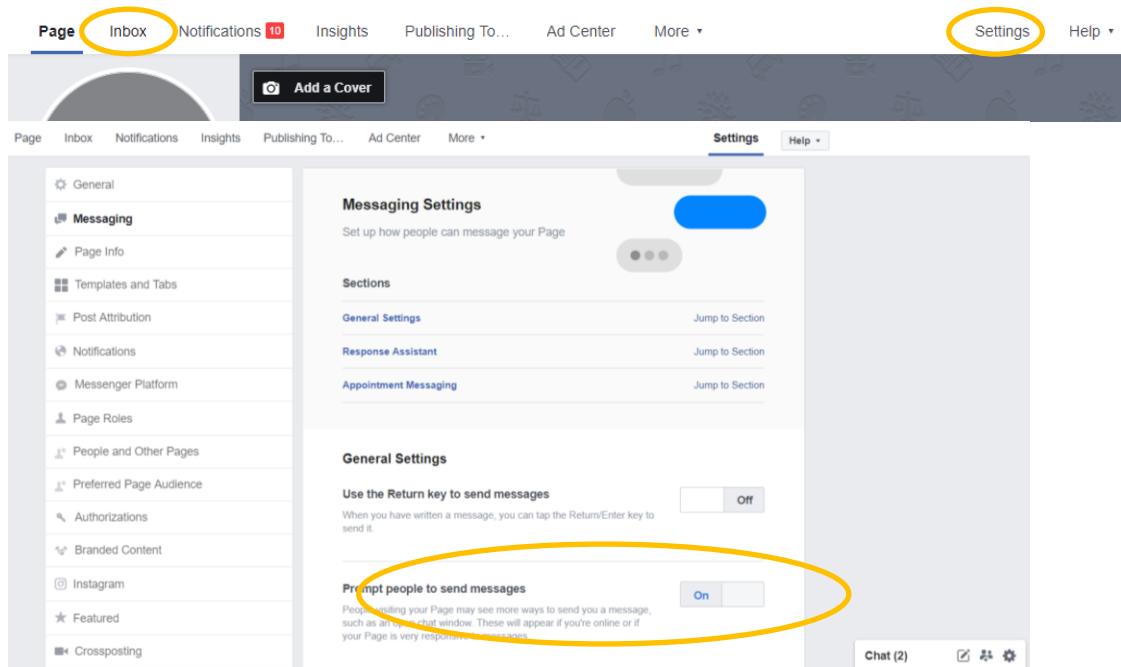 Page Inbox Notifications 10 Insights Publishing To… Ad Center More Settings Help
Add a Cover
Page Inbox Notifications Insights Publishing To… Ad Center More Settings Help
General
Messaging
Page Info
Templates and Tabs
Post Attribution
Notifications
Messenger Platform
Page Roles
People and Other Pages
Preferred Page Audience
Authorizations
Branded Content
Instagram
Featured
Crossposting
Messaging Settings
Set up how people can message your Page
Sections
General Settings Jump to Section
Response Assistant Jump to Section
Appointment Messaging Jump to Section
General Settings
Use the Return key to send messages Off
When you have written a message, you can tap the Return/Enter key to
send it.
Prompt people to send messages On
People visiting your Page may see more ways to send you a message,
such as an open chat window. These will appear if you're online or if
your Page is very responsive to messages.
Chat (2)